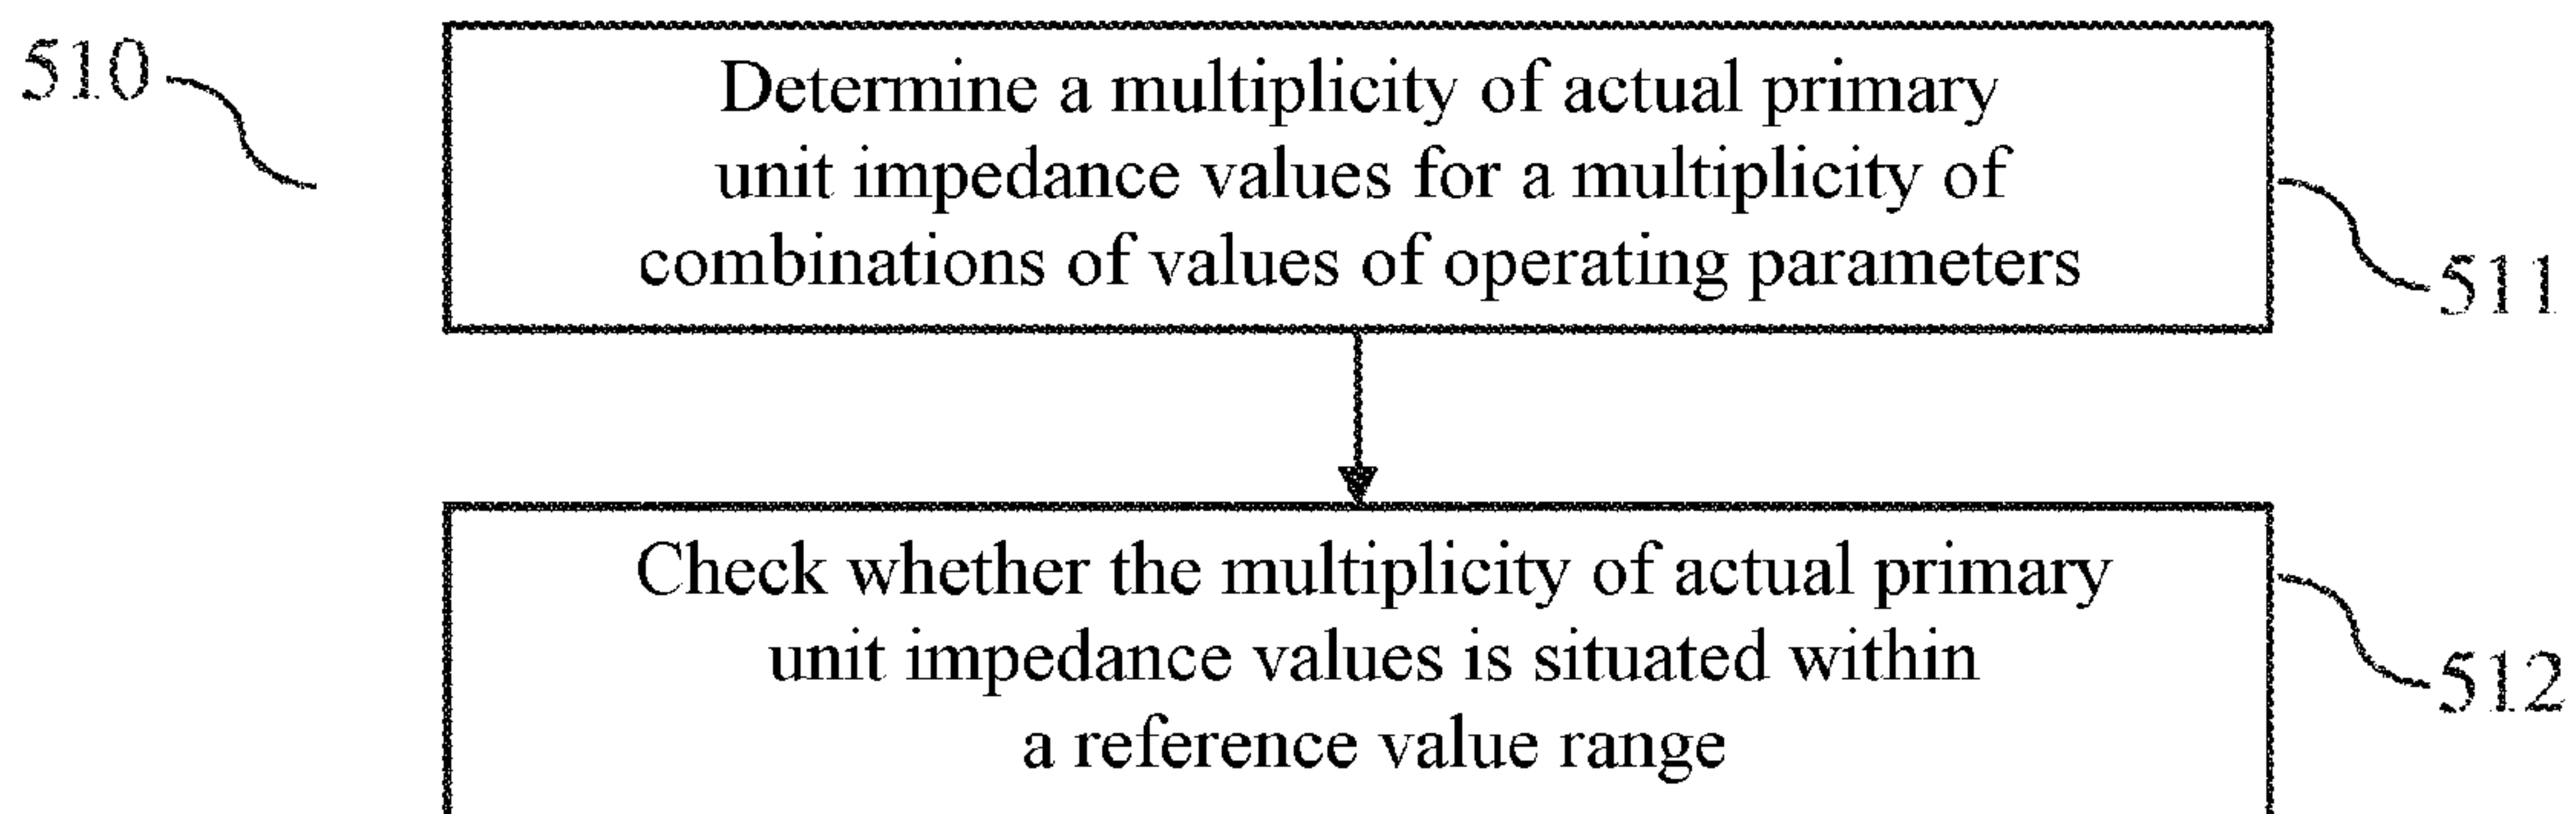 510
Determine a multiplicity of actual primary
unit impedance values for a multiplicity of
combinations of values of operating parameters
511
Check whether the multiplicity of actual primary
unit impedance values is situated within
a reference value range
512